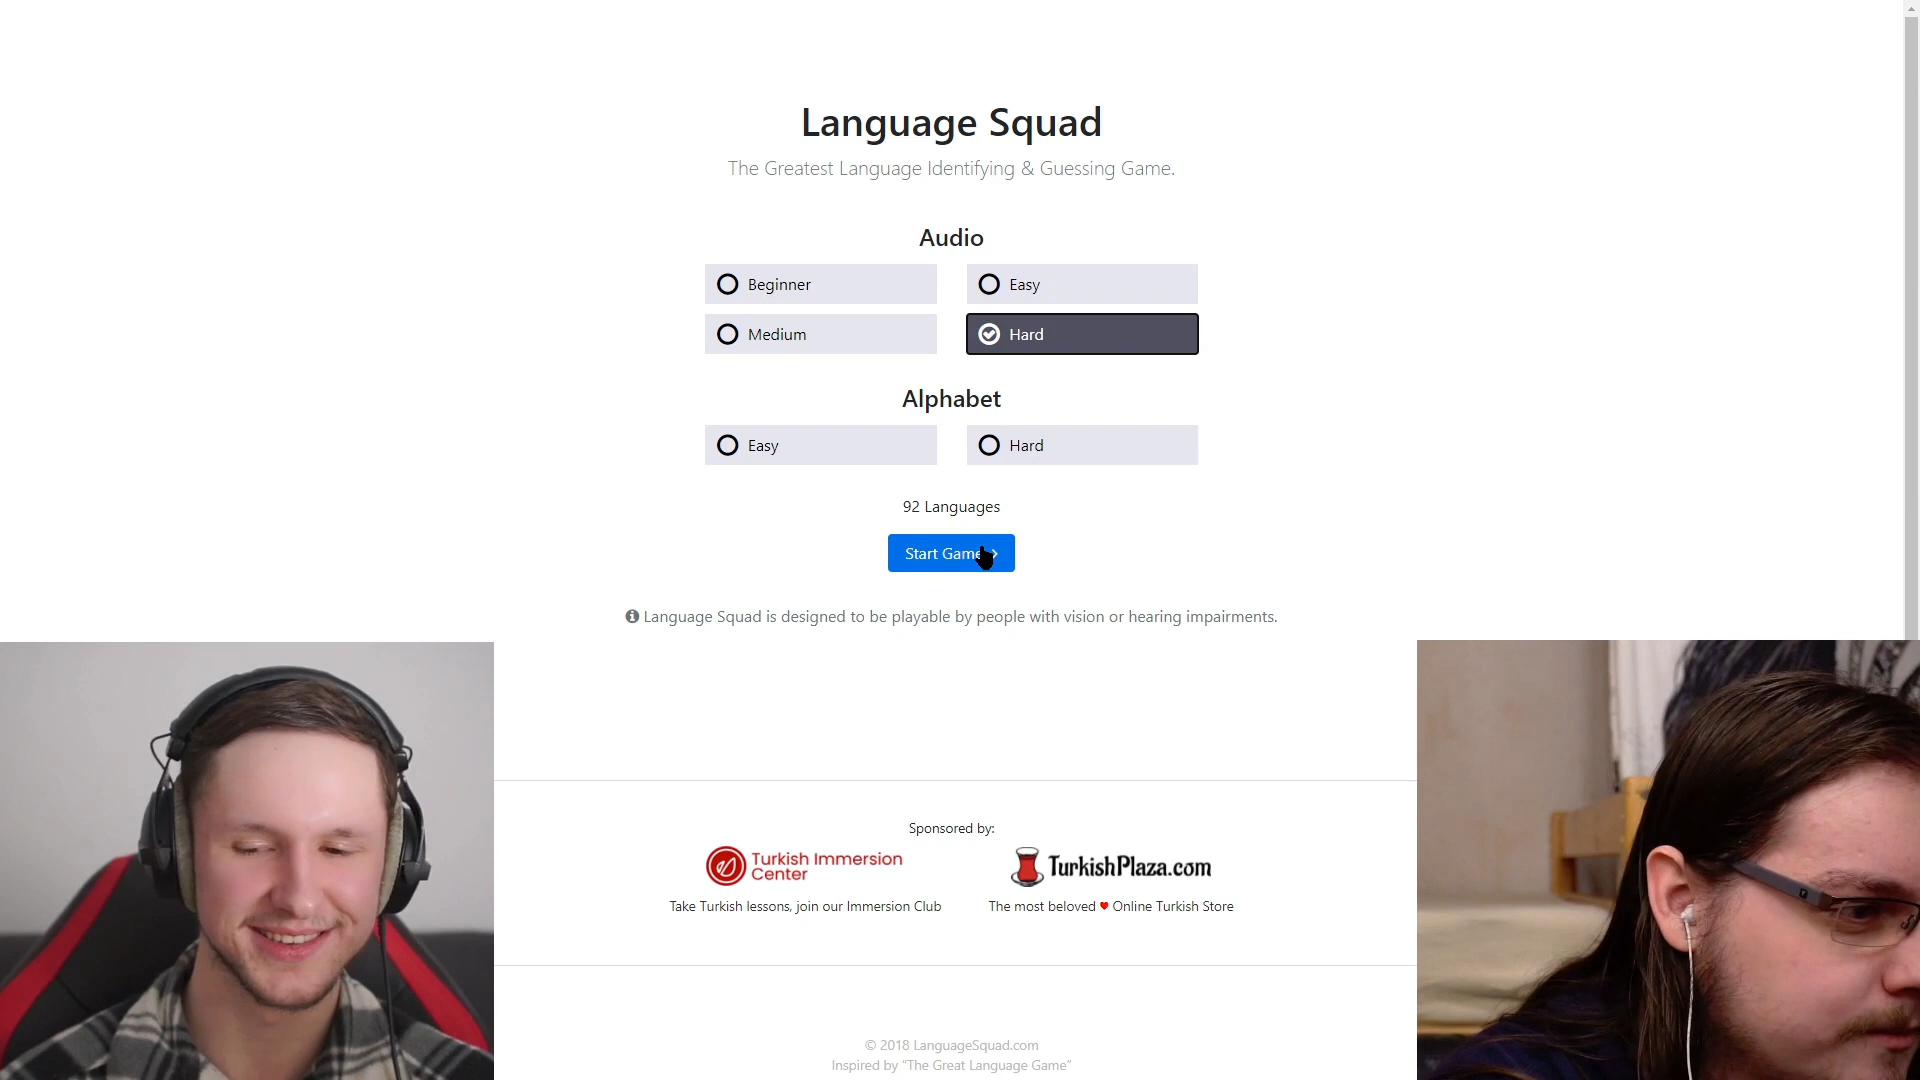 Language Squad
The Greatest Language Identifying & Guessing Game.
Audio
Beginner
Easy
Medium
Hard
Alphabet
Easy
Hard
92 Languages
Start Game
Language Squad is designed to be playable by people with vision or hearing impairments.
Sponsored by:
Turkish Immersion
Center
TurkishPlaza.com
Take Turkish lessons, join our Immersion Club
The most beloved ♥ Online Turkish Store
© 2018 LanguageSquad.com
Inspired by “The Great Language Game”